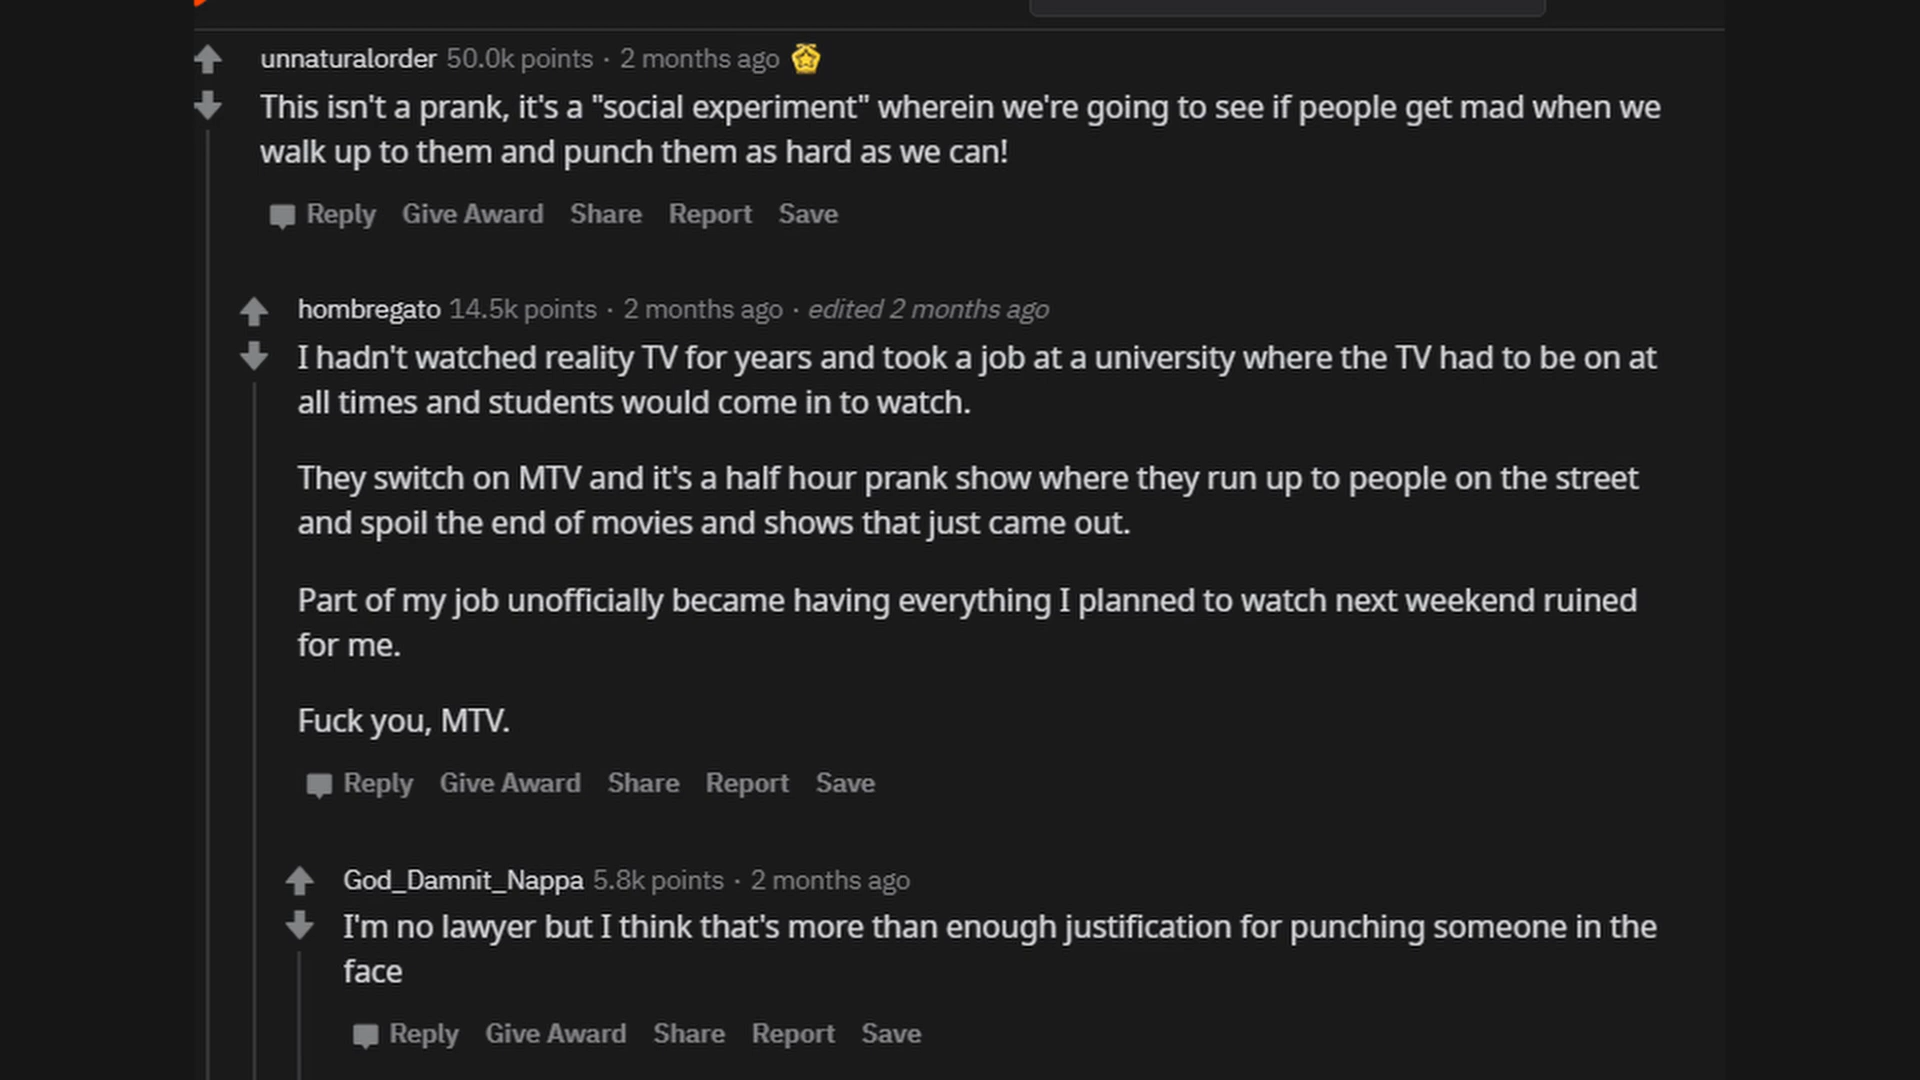 unnaturalorder 50.0k points · 2 months ago
This isn't a prank, it's a "social experiment" wherein we're going to see if people get mad when we
walk up to them and punch them as hard as we can!
Reply Give Award Share Report Save
hombregato 14.5k points · 2 months ago · edited 2 months ago
I hadn't watched reality TV for years and took a job at a university where the TV had to be on at
all times and students would come in to watch.
They switch on MTV and it's a half hour prank show where they run up to people on the street
and spoil the end of movies and shows that just came out.
Part of my job unofficially became having everything I planned to watch next weekend ruined
for me.
Fuck you, MTV.
Reply Give Award Share Report Save
God_Damnit_Nappa 5.8k points · 2 months ago
I'm no lawyer but I think that's more than enough justification for punching someone in the
face
Reply Give Award Share Report Save